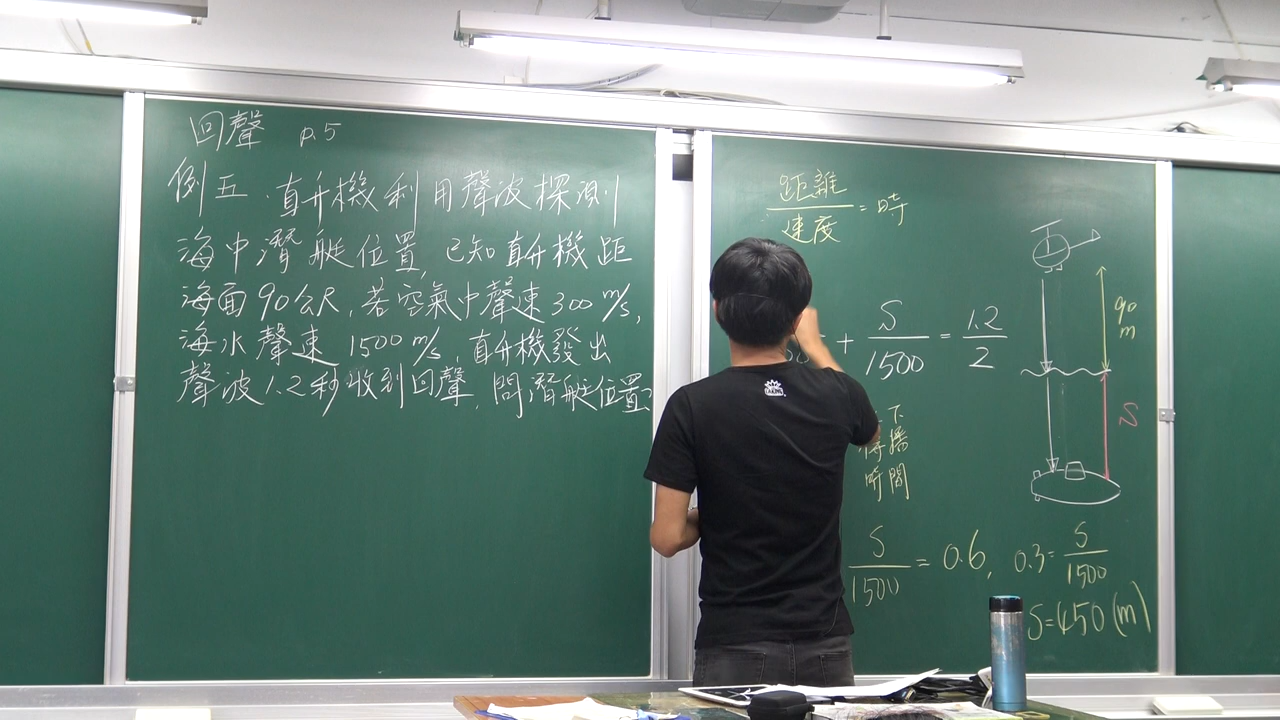 回聲 p.5
例五.直升機利用聲波探測
海中潛艇位置,已知直升機距
海面90公尺,若空氣中聲速300 m/s,
海水聲速 1500 m/s,直升機發出
聲波1.2秒收到回聲,問潛艇位置?
距離
速度
=時
+ S/1500 = 1.2/2
90
m
S
下
傳播
時間
S/1500 = 0.6, 0.3 = S/1500
S=450(m)